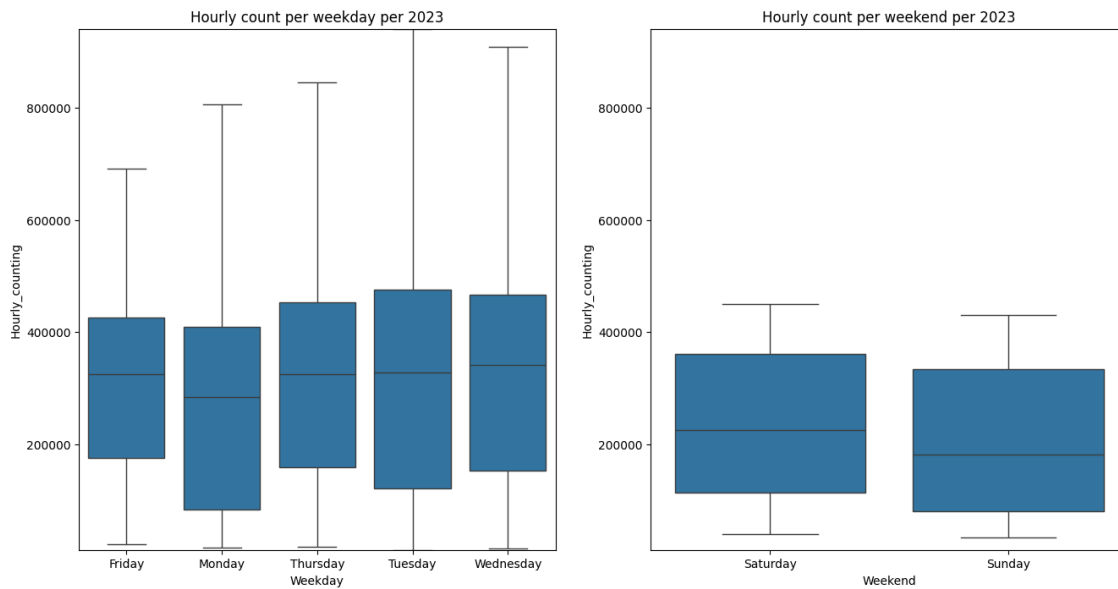 Hourly count per weekday per 2023
800000
600000
400000
200000
Hourly_counting
Friday
Monday
Thursday
Tuesday
Wednesday
Weekday
Hourly count per weekend per 2023
800000
600000
400000
200000
Hourly_counting
Saturday
Sunday
Weekend